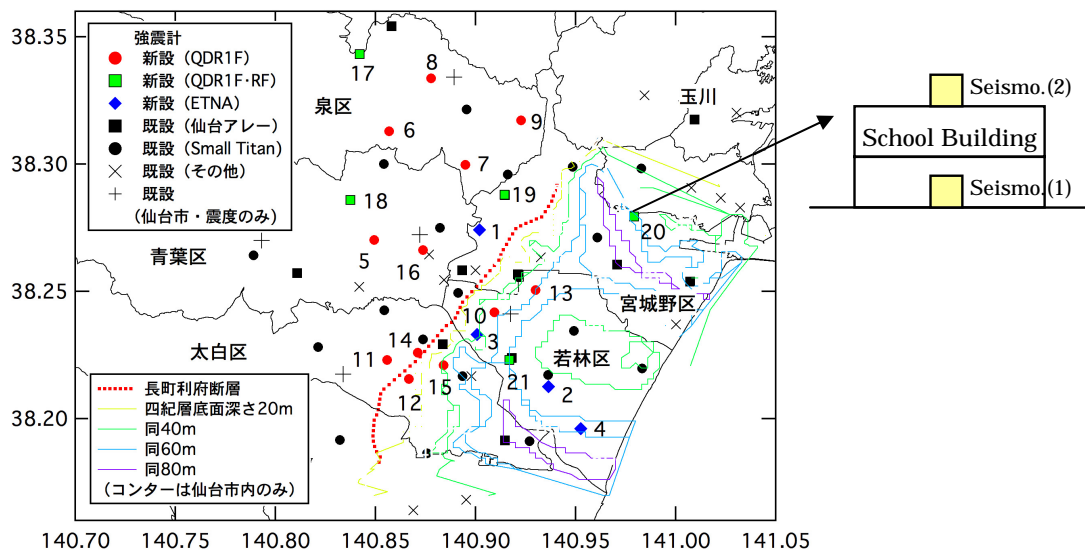 38.35
38.30
38.25
38.20
140.70
140.75
140.80
140.85
140.90
140.95
141.00
141.05
強震計
新設（QDR1F）
新設（QDR1F･RF）
新設（ETNA）
既設（仙台アレー）
既設（Small Titan）
既設（その他）
既設
（仙台市・震度のみ）
長町利府断層
四紀層底面深さ20m
同40m
同60m
同80m
（コンターは仙台市内のみ）
泉区
玉川
青葉区
宮城野区
太白区
若林区
17
8
6
9
7
18
19
1
20
5
16
13
10
3
14
11
15
12
21
2
4
Seismo.(2)
School Building
Seismo.(1)